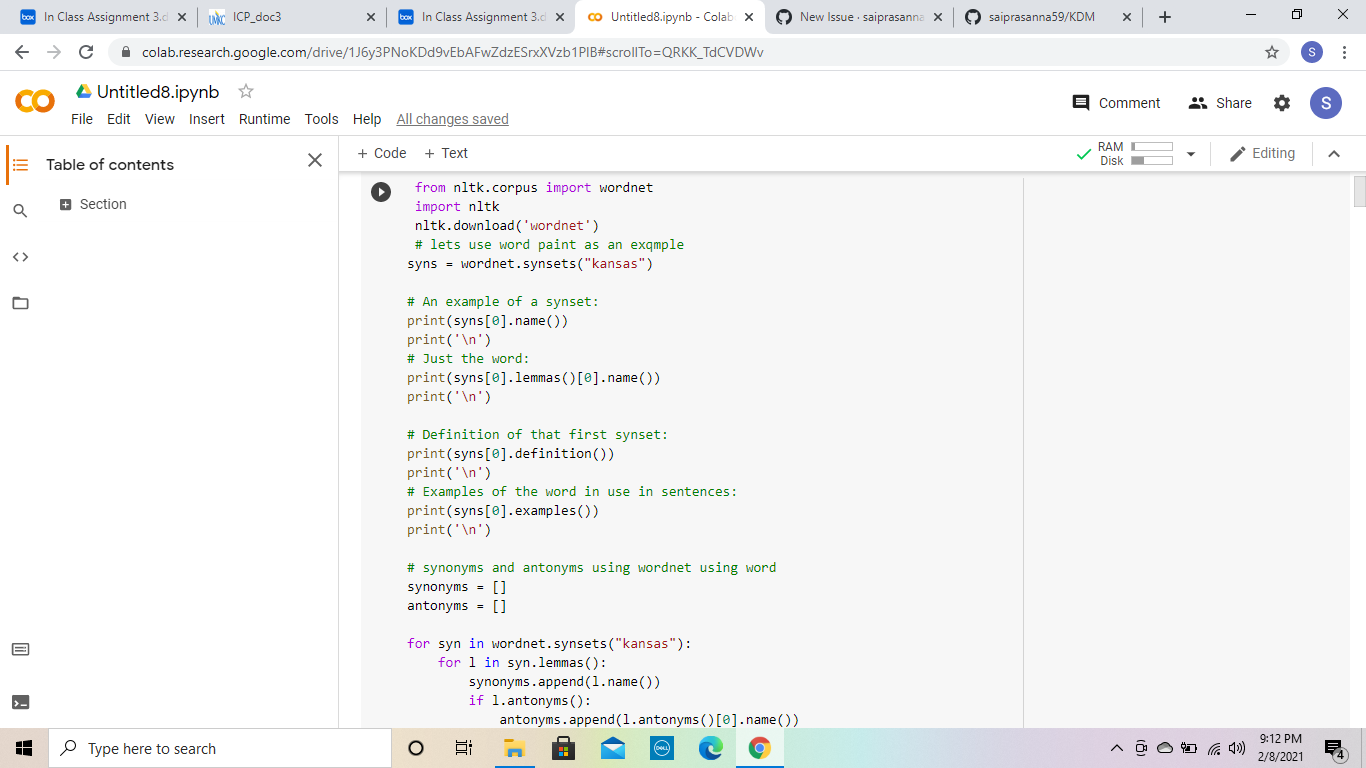 In Class Assignment 3.d
ICP_doc3
In Class Assignment 3.d
Untitled8.ipynb - Colab
New Issue · saiprasanna
saiprasanna59/KDM
colab.research.google.com/drive/1J6y3PNoKDd9vEbAFwZdzESrxXVzb1PlB#scrollTo=QRKK_TdCVDWv
S
Untitled8.ipynb
File Edit View Insert Runtime Tools Help All changes saved
Comment Share S
Table of contents
Section
+ Code + Text
RAM
Disk
Editing
from nltk.corpus import wordnet
import nltk
nltk.download('wordnet')
# lets use word paint as an exqmple
syns = wordnet.synsets("kansas")
# An example of a synset:
print(syns[0].name())
print('\n')
# Just the word:
print(syns[0].lemmas()[0].name())
print('\n')
# Definition of that first synset:
print(syns[0].definition())
print('\n')
# Examples of the word in use in sentences:
print(syns[0].examples())
print('\n')
# synonyms and antonyms using wordnet using word
synonyms = []
antonyms = []
for syn in wordnet.synsets("kansas"):
for l in syn.lemmas():
synonyms.append(l.name())
if l.antonyms():
antonyms.append(l.antonyms()[0].name())
Type here to search
9:12 PM
2/8/2021
4